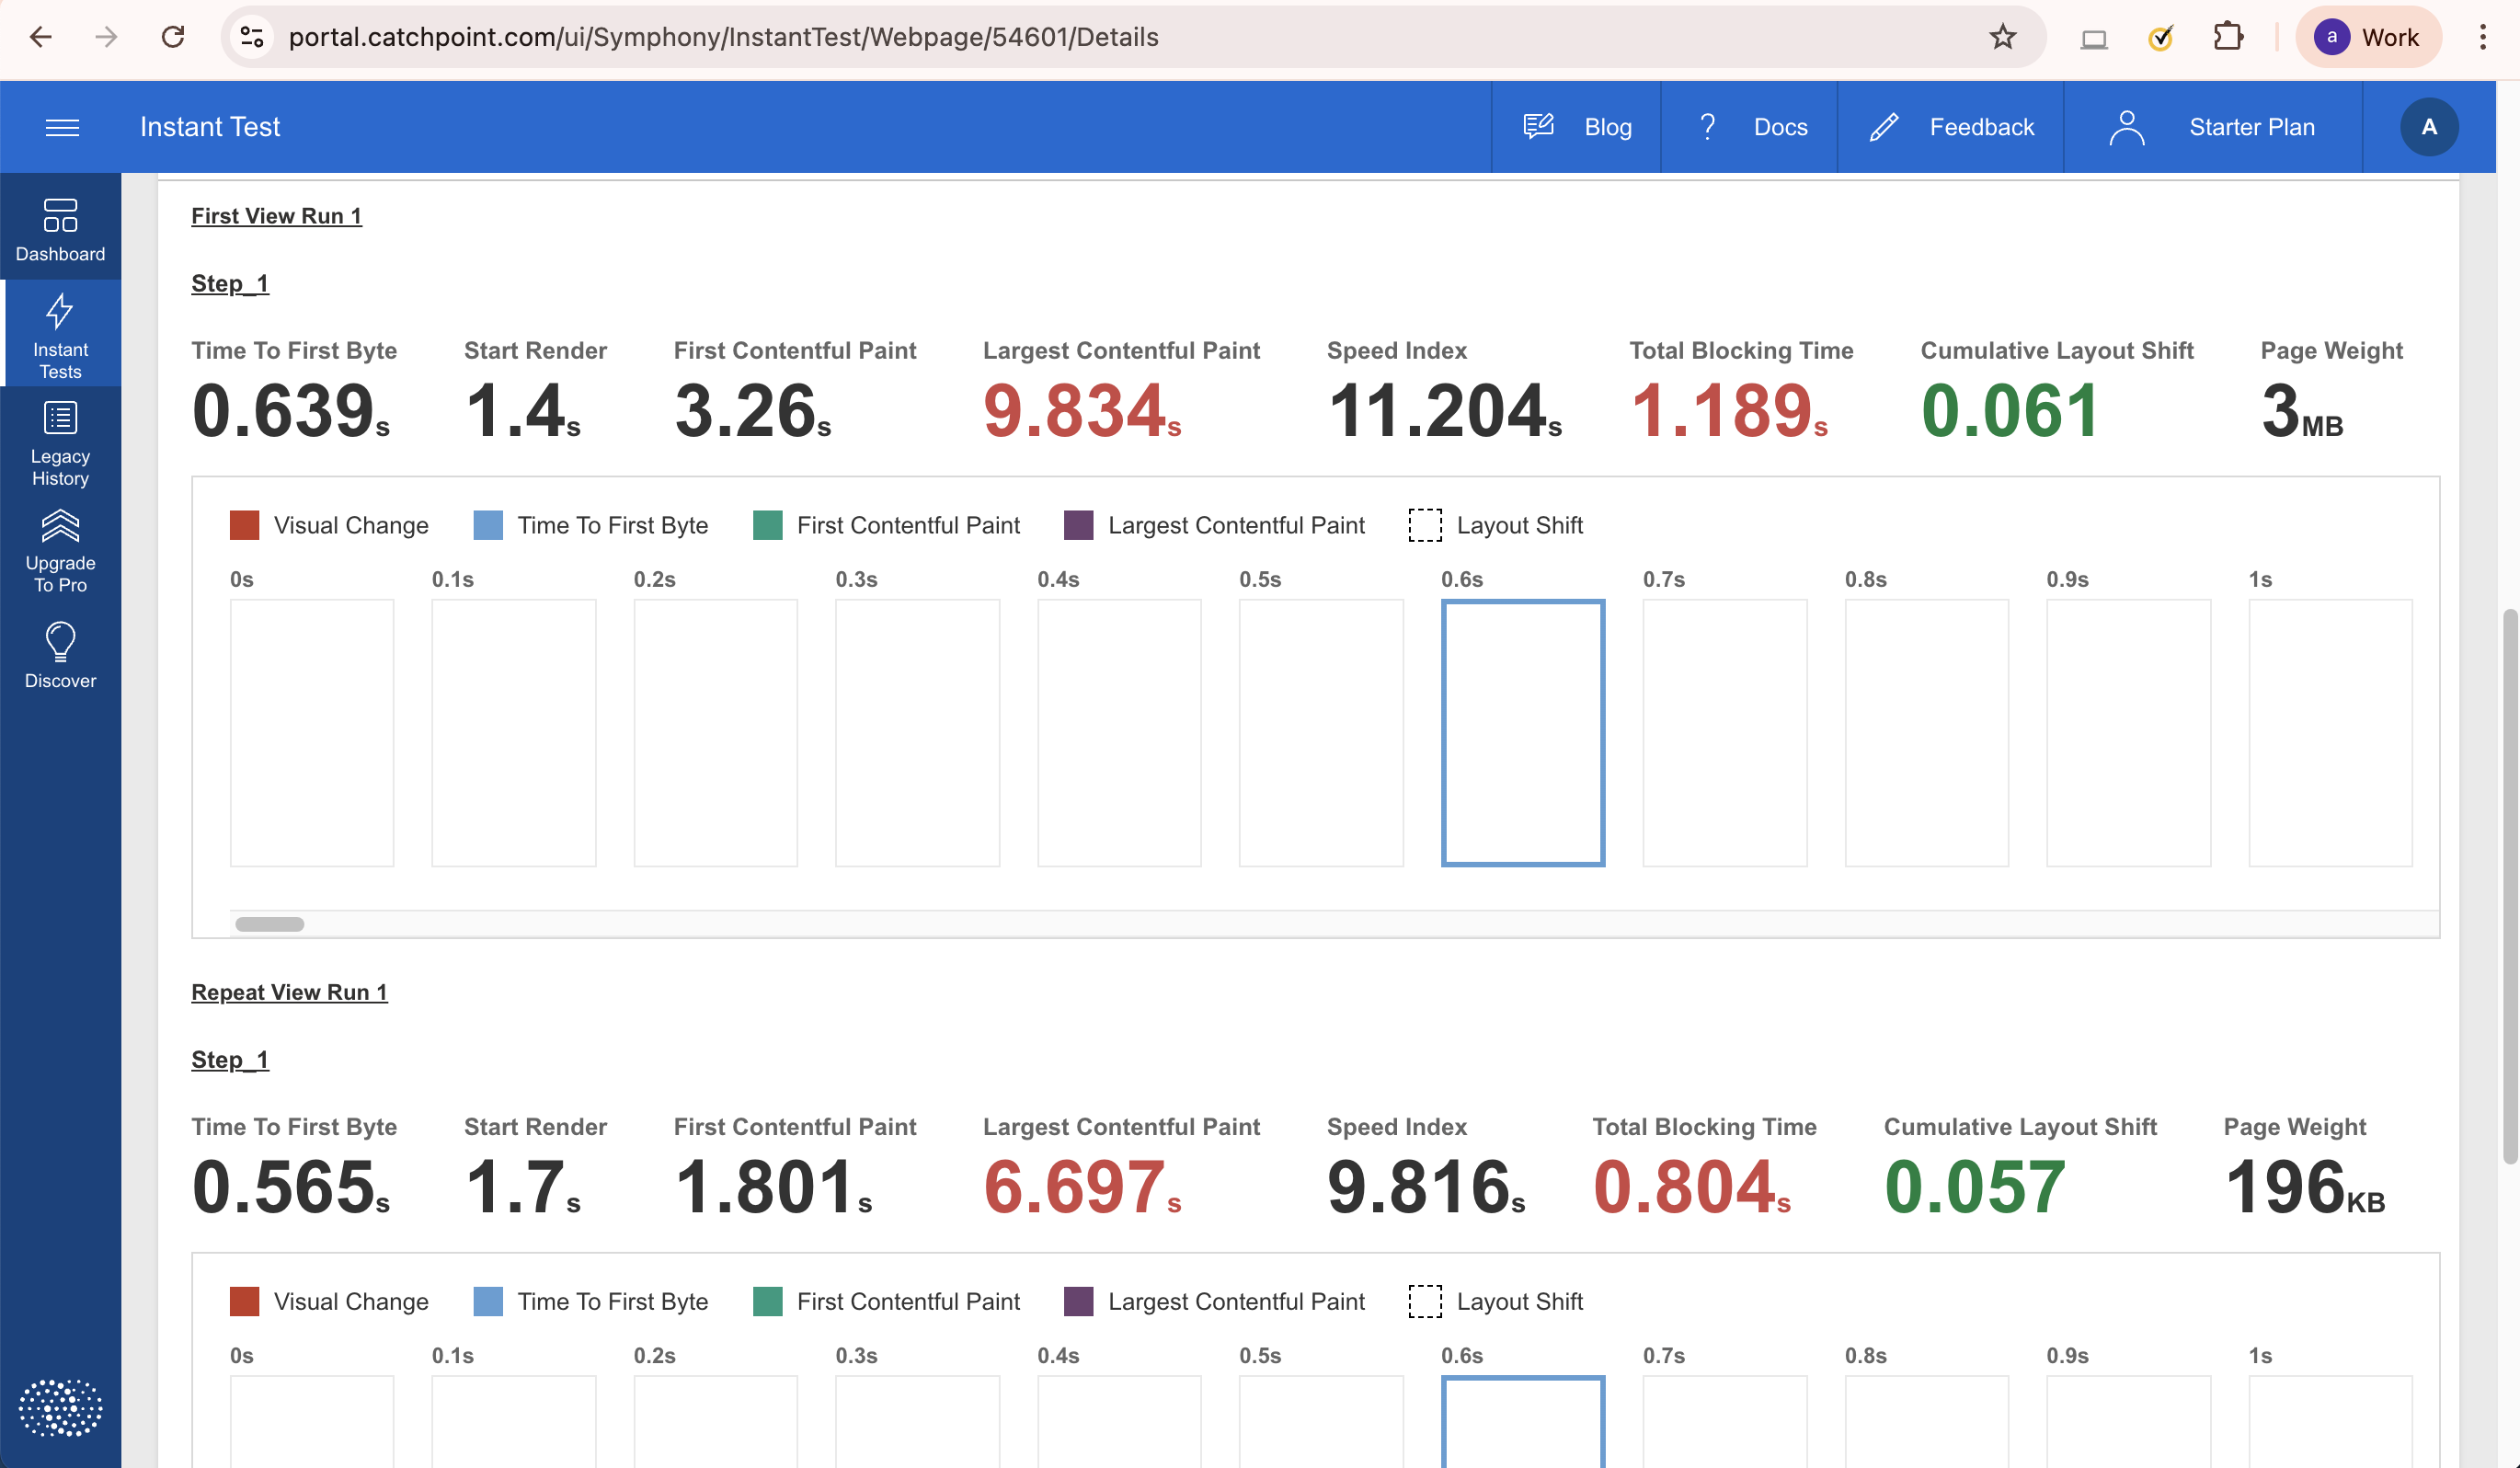 portal.catchpoint.com/ui/Symphony/InstantTest/Webpage/54601/Details
a Work
Instant Test
Blog
? Docs
Feedback
Starter Plan
A
Dashboard
Instant
Tests
Legacy
History
Upgrade
To Pro
Discover
First View Run 1
Step_1
Time To First Byte Start Render First Contentful Paint Largest Contentful Paint Speed Index Total Blocking Time Cumulative Layout Shift Page Weight
0.639s 1.4s 3.26s 9.834s 11.204s 1.189s 0.061 3MB
Visual Change Time To First Byte First Contentful Paint Largest Contentful Paint Layout Shift
0s 0.1s 0.2s 0.3s 0.4s 0.5s 0.6s 0.7s 0.8s 0.9s 1s
Repeat View Run 1
Step_1
Time To First Byte Start Render First Contentful Paint Largest Contentful Paint Speed Index Total Blocking Time Cumulative Layout Shift Page Weight
0.565s 1.7s 1.801s 6.697s 9.816s 0.804s 0.057 196KB
Visual Change Time To First Byte First Contentful Paint Largest Contentful Paint Layout Shift
0s 0.1s 0.2s 0.3s 0.4s 0.5s 0.6s 0.7s 0.8s 0.9s 1s